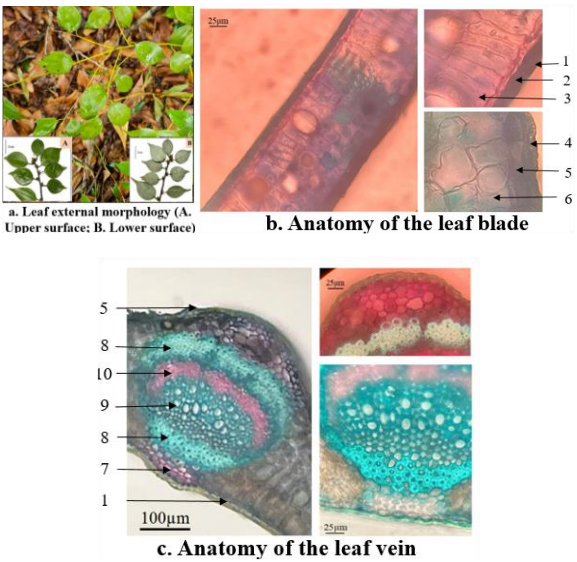 25µm
1
2
3
4
5
6
A
B
a. Leaf external morphology (A.
Upper surface; B. Lower surface)
b. Anatomy of the leaf blade
5
8
10
9
8
7
1
100µm
25µm
25µm
c. Anatomy of the leaf vein